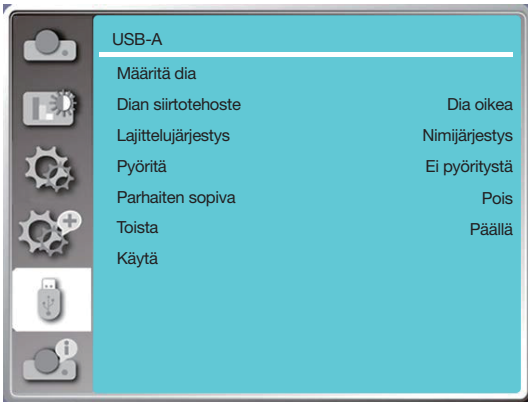 USB-A
Määritä dia
Dian siirtotehoste Dia oikea
Lajittelujärjestys Nimijärjestys
Pyöritä Ei pyöritystä
Parhaiten sopiva Pois
Toista Päällä
Käytä